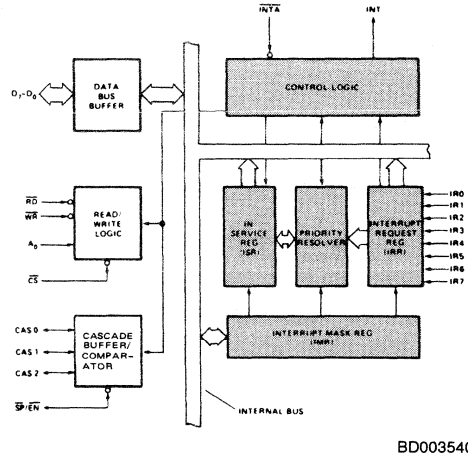 INTA
INT
DATA
BUS
BUFFER
D7-D0
CONTROL LOGIC
RD
WR
A0
CS
READ/
WRITE
LOGIC
IN
SERVICE
REG
(ISR)
PRIORITY
RESOLVER
INTERRUPT
REQUEST
REG
(IRR)
IR0
IR1
IR2
IR3
IR4
IR5
IR6
IR7
CAS 0
CAS 1
CAS 2
SP/EN
CASCADE
BUFFER/
COMPAR-
ATOR
INTERRUPT MASK REG
(IMR)
INTERNAL BUS
BD003540